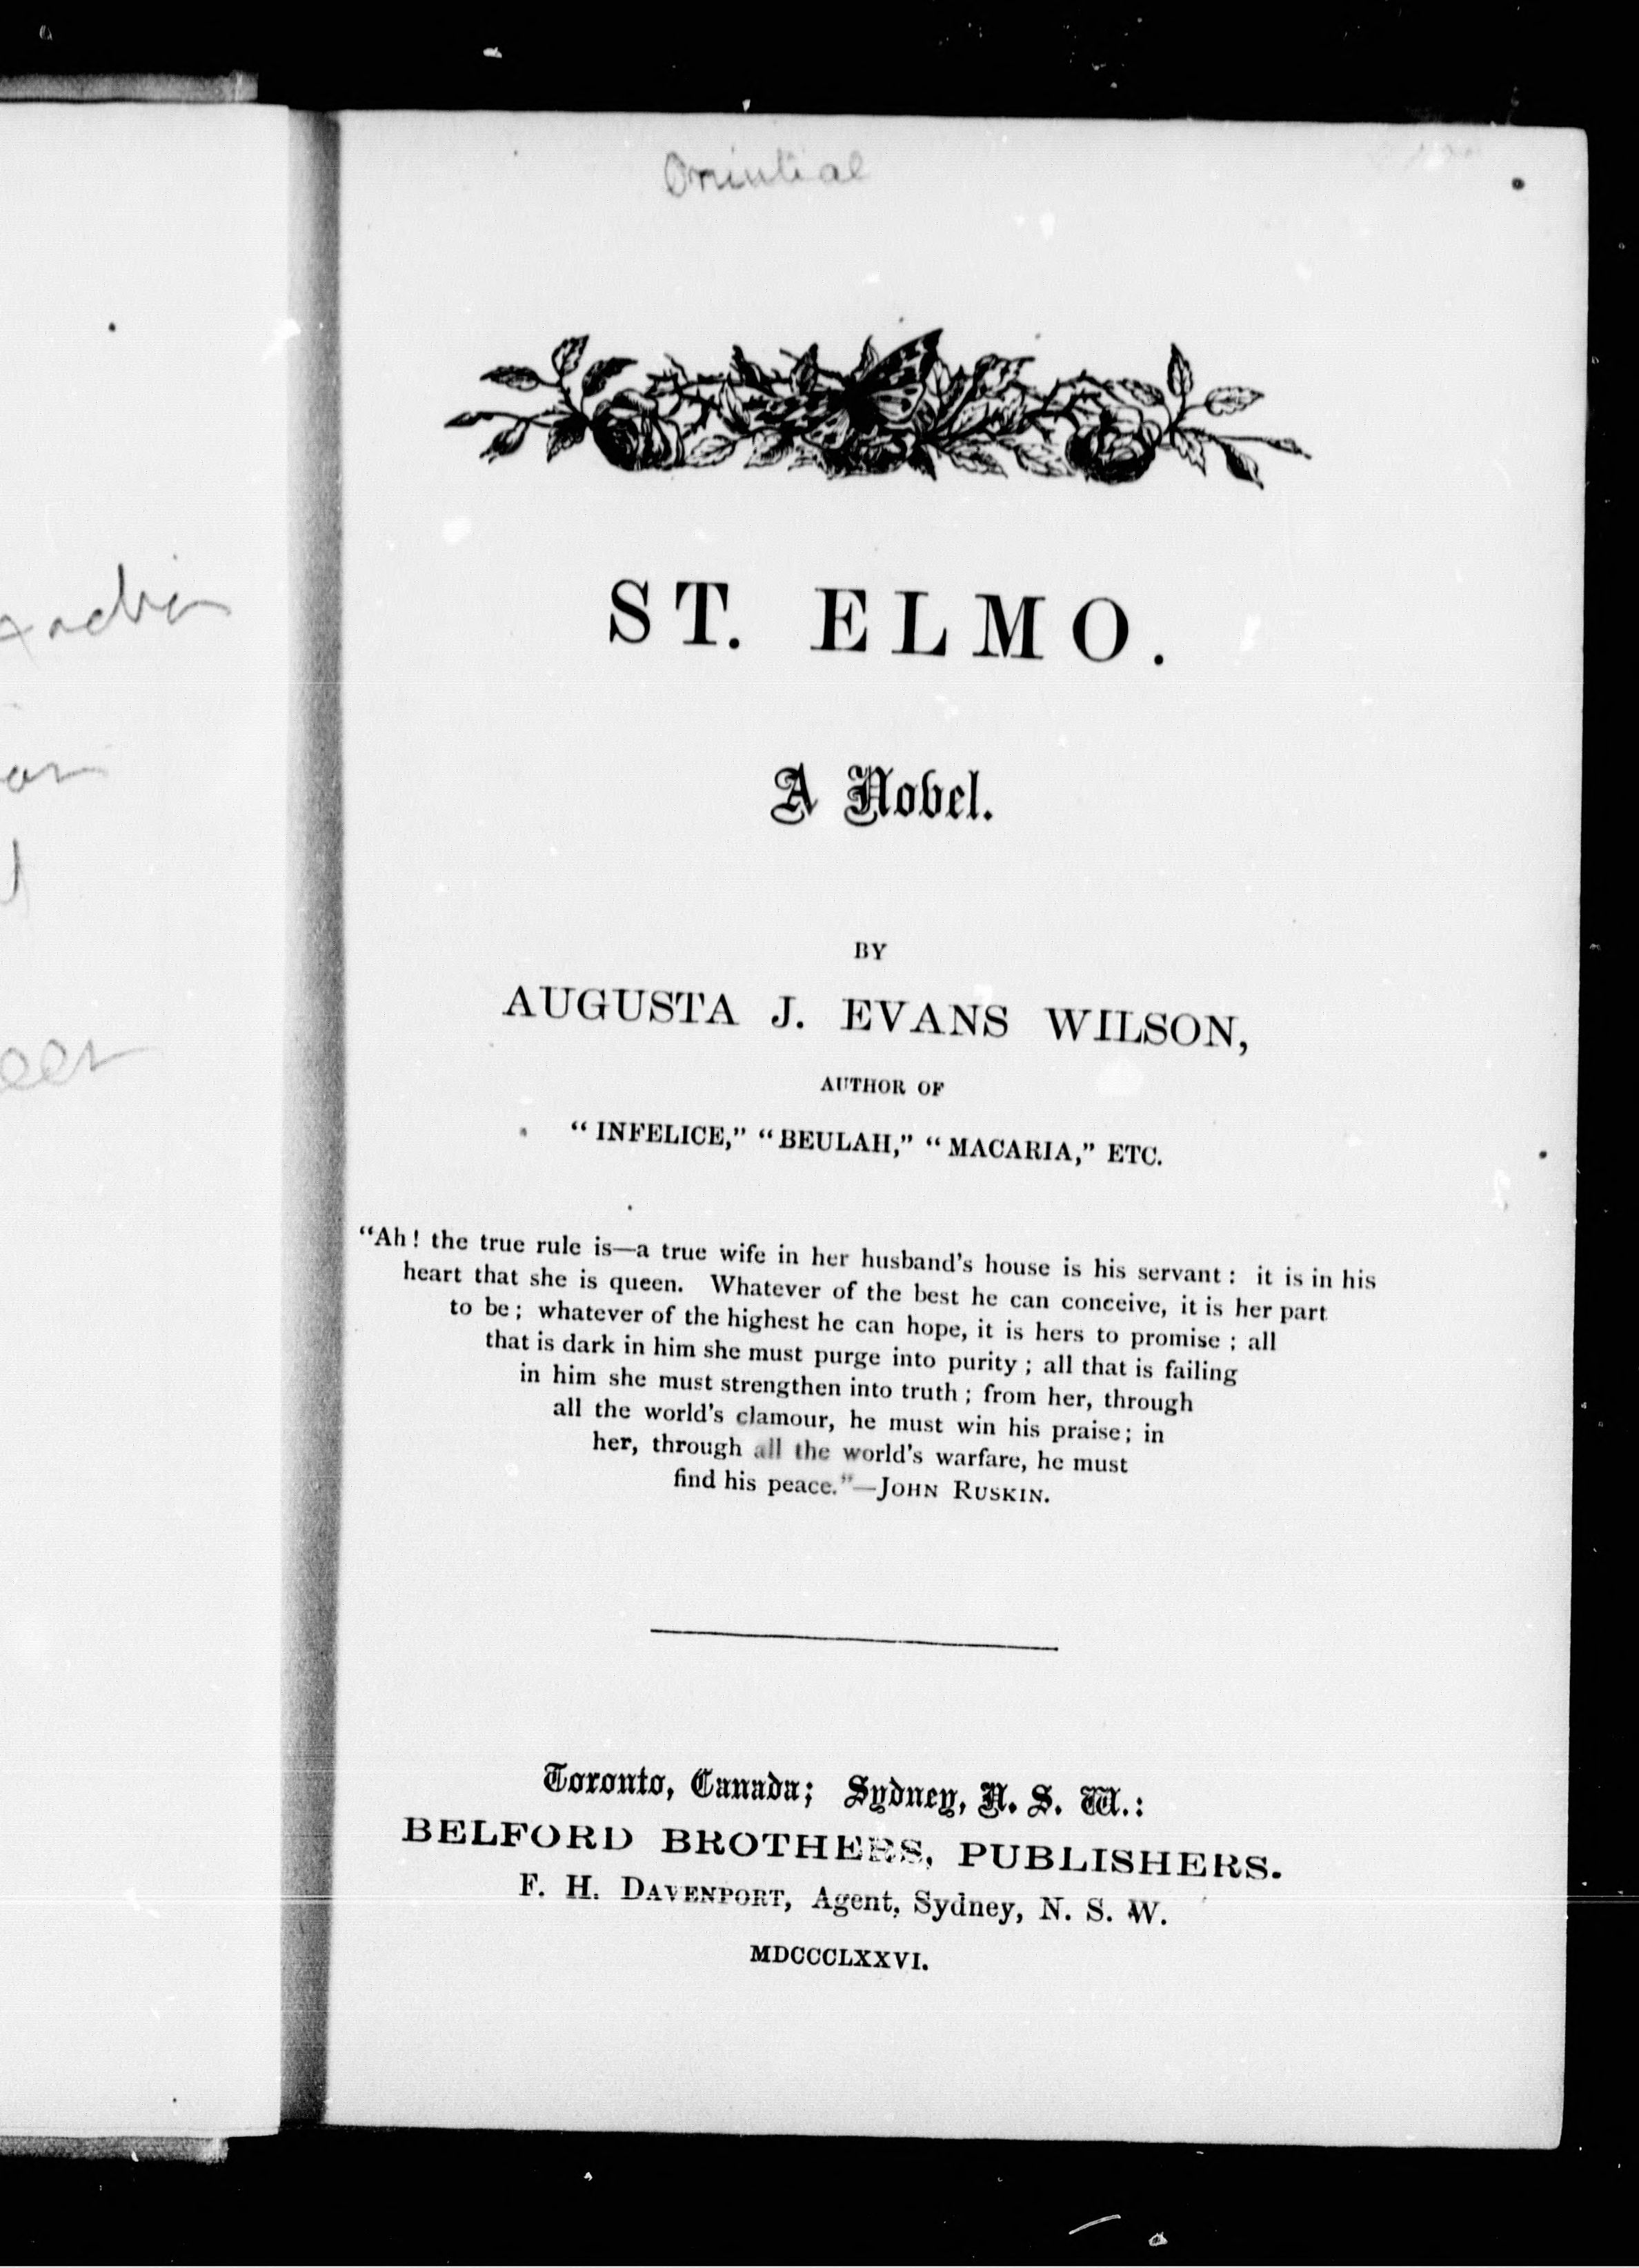 ST. ELMO.
A Novel.
BY
AUGUSTA J. EVANS WILSON,
AUTHOR OF
“ INFELICE,” “ BEULAH,” “ MACARIA,” ETC.
“Ah! the true rule is—a true wife in her husband's house is his servant : it is in his
heart that she is queen. Whatever of the best he can conceive, it is her part
to be ; whatever of the highest he can hope, it is hers to promise ; all
that is dark in him she must purge into purity ; all that is failing
in him she must strengthen into truth ; from her, through
all the world's clamour, he must win his praise; in
her, through all the world's warfare, he must
find his peace.”—JOHN RUSKIN.
Toronto, Canada; Sydney, N. S. W.:
BELFORD BROTHERS, PUBLISHERS.
F. H. DAVENPORT, Agent, Sydney, N. S. W.
MDCCCLXXVI.